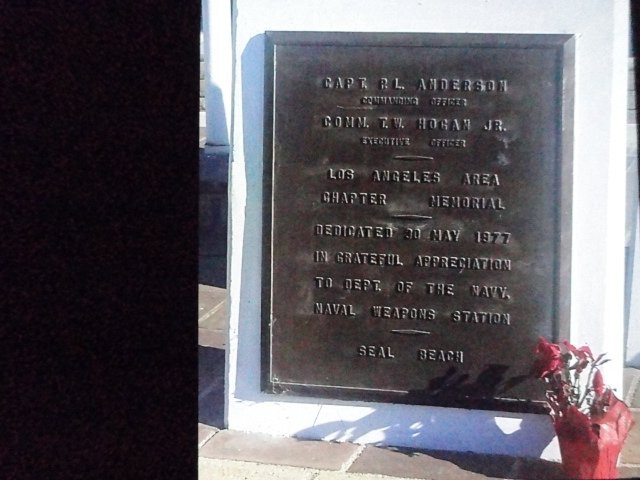 CAPT. P.L. ANDERSON
COMMANDING OFFICER
COMM. T.W. HOGAN JR.
EXECUTIVE OFFICER
LOS ANGELES AREA
CHAPTER MEMORIAL
DEDICATED 20 MAY 1977
IN GRATEFUL APPRECIATION
TO DEPT. OF THE NAVY,
NAVAL WEAPONS STATION
SEAL BEACH